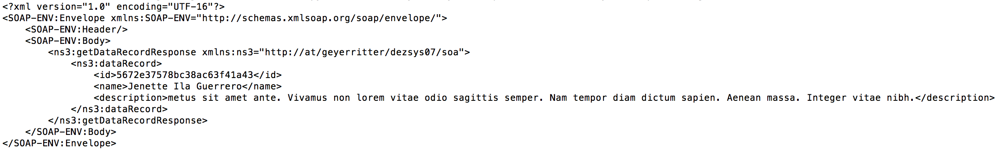 <?xml version="1.0" encoding="UTF-16"?>
<SOAP-ENV:Envelope xmlns:SOAP-ENV="http://schemas.xmlsoap.org/soap/envelope/">
    <SOAP-ENV:Header/>
    <SOAP-ENV:Body>
        <ns3:getDataRecordResponse xmlns:ns3="http://at/geyerritter/dezsys07/soa">
            <ns3:dataRecord>
                <id>5672e37578bc38ac63f41a43</id>
                <name>Jenette Ila Guerrero</name>
                <description>metus sit amet ante. Vivamus non lorem vitae odio sagittis semper. Nam tempor diam dictum sapien. Aenean massa. Integer vitae nibh.</description>
            </ns3:dataRecord>
        </ns3:getDataRecordResponse>
    </SOAP-ENV:Body>
</SOAP-ENV:Envelope>